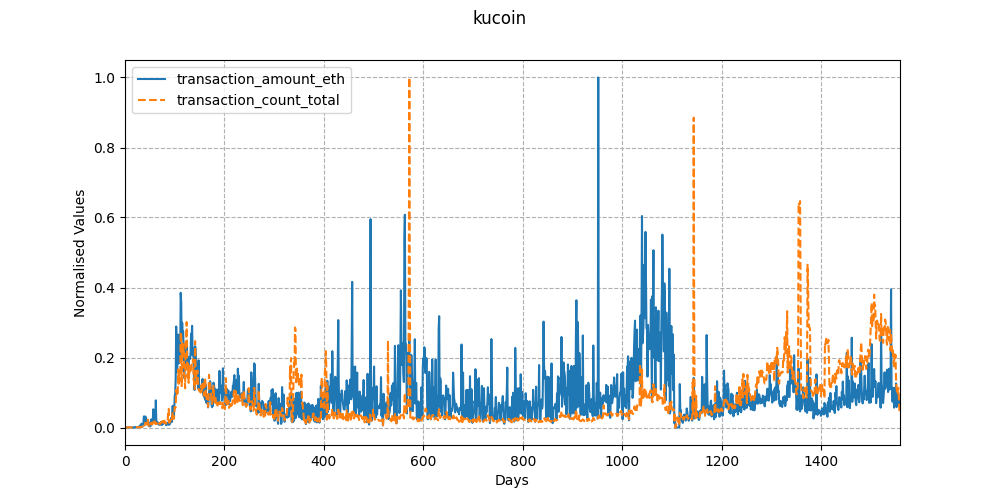 kucoin
transaction_amount_eth
transaction_count_total
Normalised Values
1.0
0.8
0.6
0.4
0.2
0.0
0 200 400 600 800 1000 1200 1400
Days